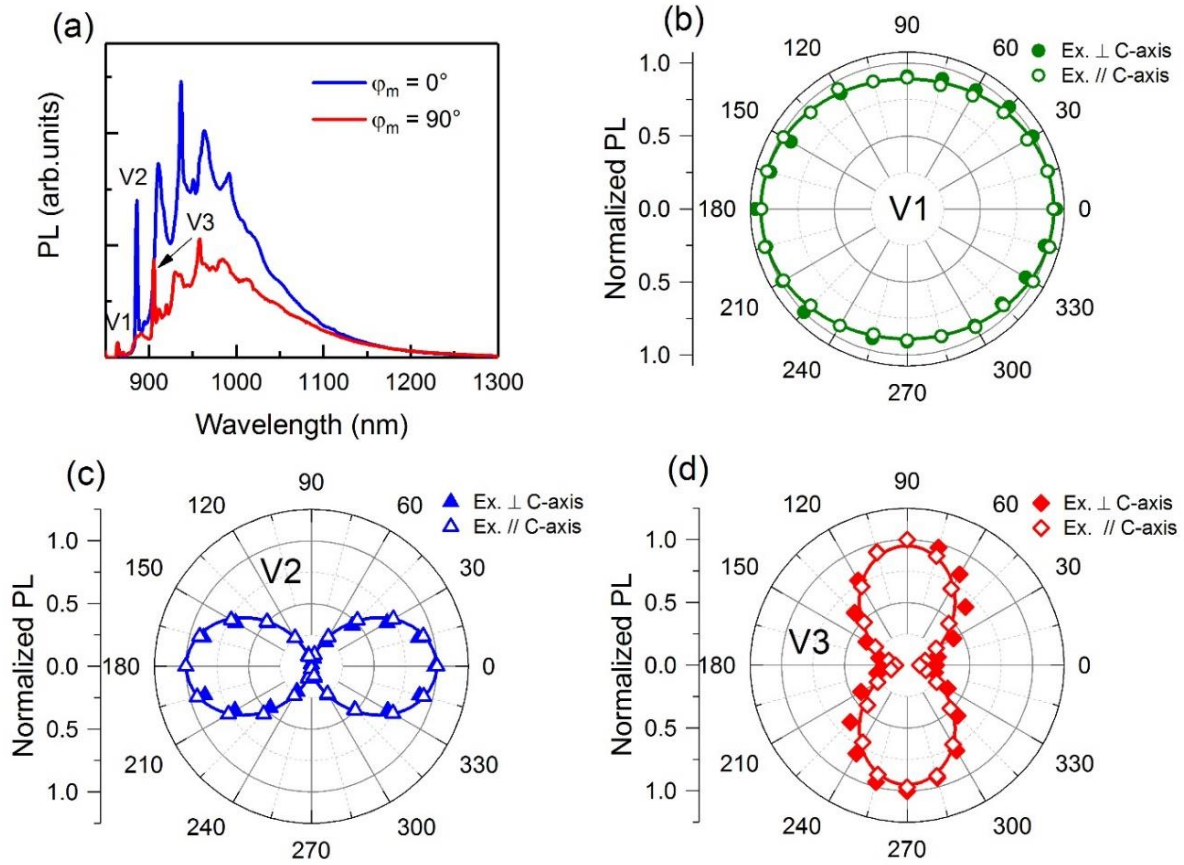 (a)
φm = 0°
φm = 90°
V2
V3
V1
PL (arb.units)
900 1000 1100 1200 1300
Wavelength (nm)
(b)
90
120 60
Ex. ⊥ C-axis
Ex. // C-axis
1.0
150 30
0.5
V1
0.0 180 0
0.5
210 330
1.0
240 300
270
Normalized PL
(c)
90
120 60
Ex. ⊥ C-axis
Ex. // C-axis
1.0
V2
150 30
0.5
0.0 180 0
0.5
210 330
1.0
240 300
270
Normalized PL
(d)
90
120 60
Ex. ⊥ C-axis
Ex. // C-axis
1.0
150 30
0.5
V3
0.0 180 0
0.5
210 330
1.0
240 300
270
Normalized PL